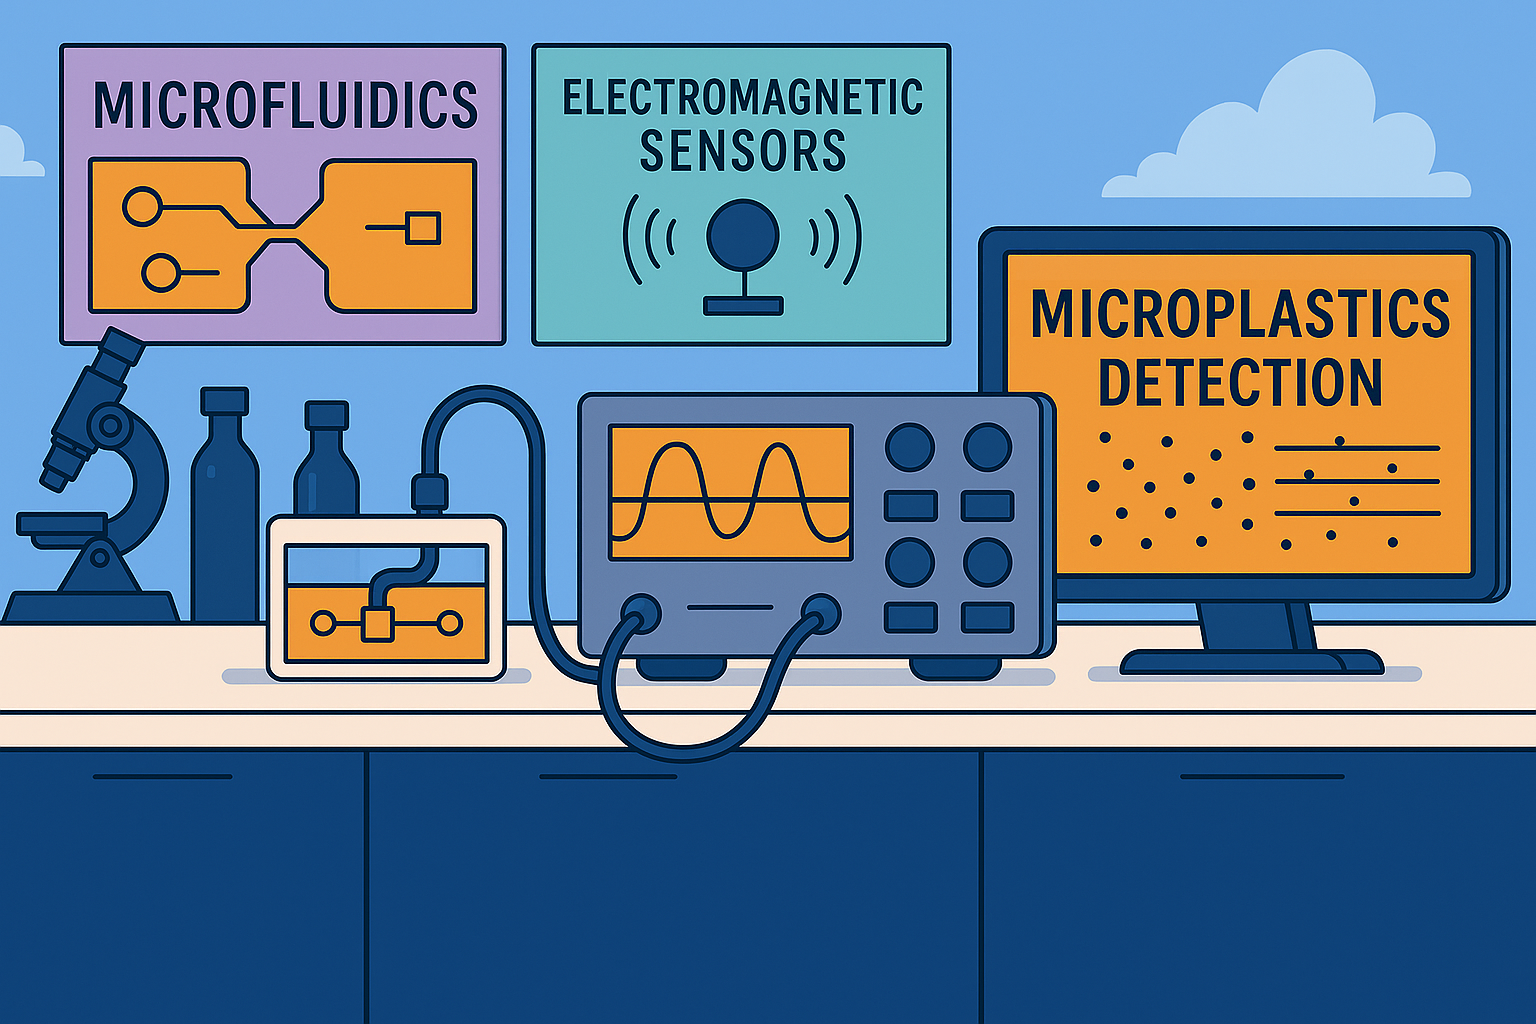 MICROFLUIDICS
ELECTROMAGNETIC
SENSORS
MICROPLASTICS
DETECTION